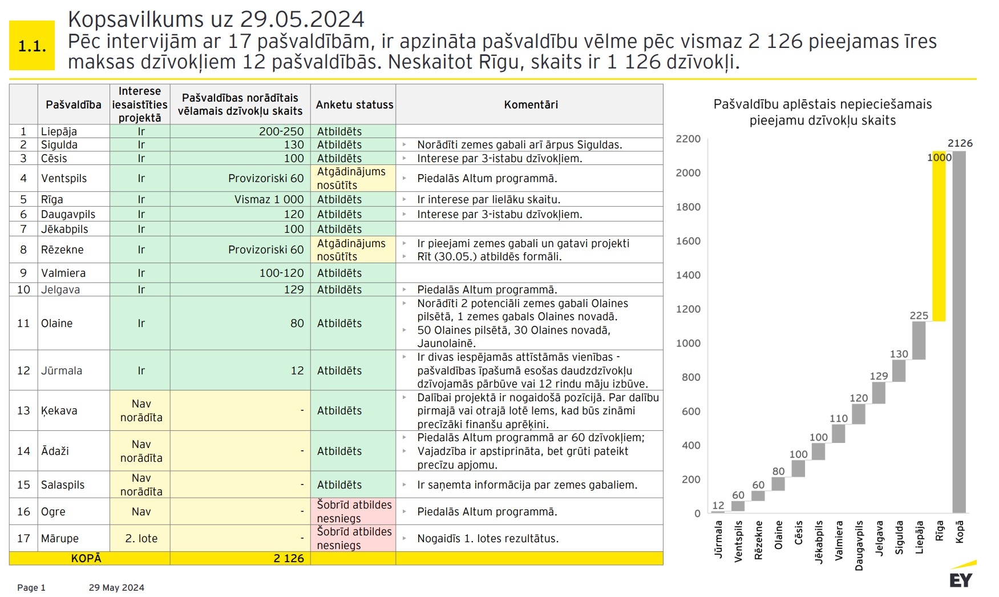 1.1.
Kopsavilkums uz 29.05.2024
Pēc intervijām ar 17 pašvaldībām, ir apzināta pašvaldību vēlme pēc vismaz 2 126 pieejamas īres
maksas dzīvokļiem 12 pašvaldībās. Neskaitot Rīgu, skaits ir 1 126 dzīvokļi.
Pašvaldība
Interese
iesaistīties
projektā
Pašvaldības norādītais
vēlamais dzīvokļu skaits
Anketu statuss
Komentāri
1 Liepāja Ir 200-250 Atbildēts
2 Sigulda Ir 130 Atbildēts ▸ Norādīti zemes gabali arī ārpus Siguldas.
3 Cēsis Ir 100 Atbildēts ▸ Interese par 3-istabu dzīvokļiem.
4 Ventspils Ir Provizoriski 60 Atgādinājums
nosūtīts
▸ Piedalās Altum programmā.
5 Rīga Ir Vismaz 1 000 Atbildēts ▸ Ir interese par lielāku skaitu.
6 Daugavpils Ir 120 Atbildēts ▸ Interese par 3-istabu dzīvokļiem.
7 Jēkabpils Ir 100 Atbildēts
8 Rēzekne Ir Provizoriski 60 Atgādinājums
nosūtīts
▸ Ir pieejami zemes gabali un gatavi projekti
▸ Rīt (30.05.) atbildēs formāli.
9 Valmiera Ir 100-120 Atbildēts
10 Jelgava Ir 129 Atbildēts ▸ Piedalās Altum programmā.
11 Olaine Ir 80 Atbildēts
▸ Norādīti 2 potenciāli zemes gabali Olaines
pilsētā, 1 zemes gabals Olaines novadā.
▸ 50 Olaines pilsētā, 30 Olaines novadā,
Jaunolainē.
12 Jūrmala Ir 12 Atbildēts
▸ Ir divas iespējamās attīstāmās vienības -
pašvaldības īpašumā esošas daudzdzīvokļu
dzīvojamās pārbūve vai 12 rindu māju izbūve.
13 Ķekava Nav
norādīta
- Atbildēts
▸ Dalībai projektā ir nogaidošā pozīcijā. Par dalību
pirmajā vai otrajā lotē lems, kad būs zināmi
precīzāki finanšu aprēķini.
14 Ādaži Nav
norādīta
- Atbildēts
▸ Piedalās Altum programmā ar 60 dzīvokļiem;
▸ Vajadzība ir apstiprināta, bet grūti pateikt
precīzu apjomu.
15 Salaspils Nav
norādīta
- Atbildēts ▸ Ir saņemta informācija par zemes gabaliem.
16 Ogre Nav - Šobrīd atbildes
nesniegs
▸ Piedalās Altum programmā.
17 Mārupe 2. lote - Šobrīd atbildes
nesniegs
▸ Nogaidīs 1. lotes rezultātus.
KOPĀ 2 126
Pašvaldību aplēstais nepieciešamais
pieejamu dzīvokļu skaits
2200
2000
1800
1600
1400
1200
1000
800
600
400
200
0
12
60
60
80
100
100
110
120
129
130
225
1000
2126
Jūrmala
Ventspils
Rēzekne
Olaine
Cēsis
Jēkabpils
Valmiera
Daugavpils
Jelgava
Sigulda
Liepāja
Rīga
Kopā
Page 1 29 May 2024
EY